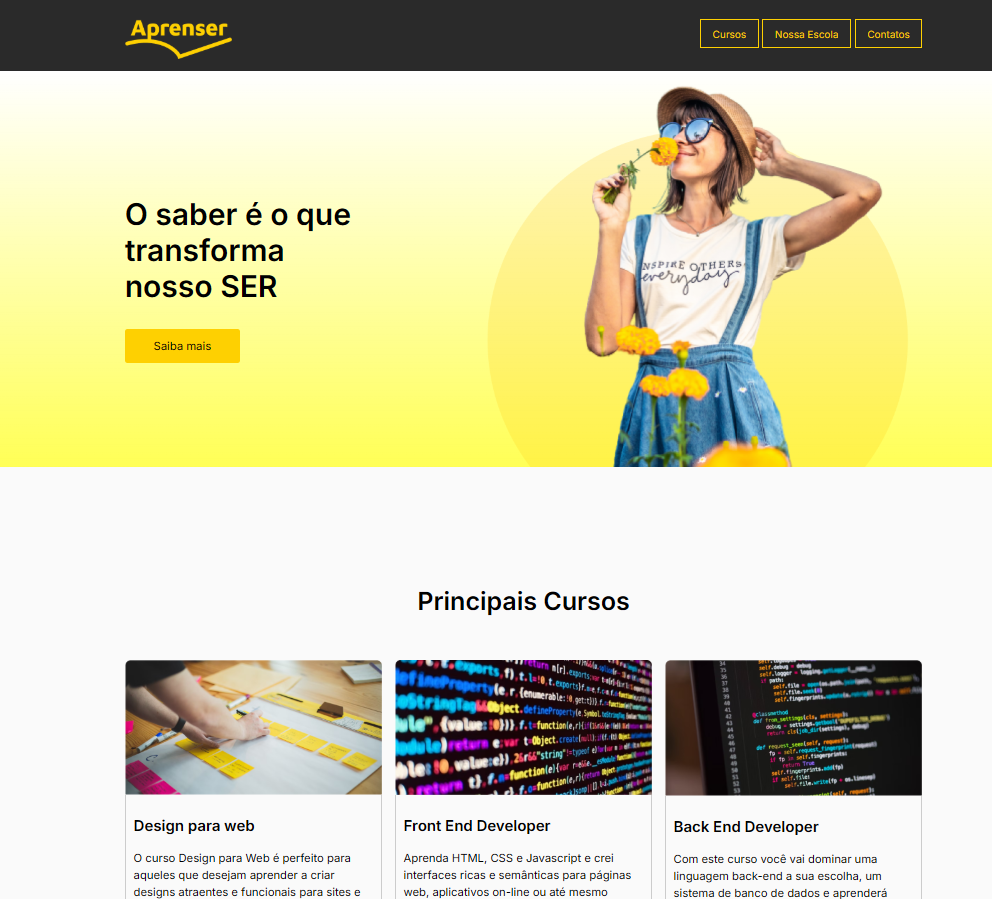 Aprenser
Cursos
Nossa Escola
Contatos
O saber é o que
transforma
nosso SER
INSPIRE OTHERS
everyday
Saiba mais
Principais Cursos
Design para web
O curso Design para Web é perfeito para
aqueles que desejam aprender a criar
designs atraentes e funcionais para sites e
Front End Developer
Aprenda HTML, CSS e Javascript e crei
interfaces ricas e semânticas para páginas
web, aplicativos on-line ou até mesmo
Back End Developer
Com este curso você vai dominar uma
linguagem back-end a sua escolha, um
sistema de banco de dados e aprenderá